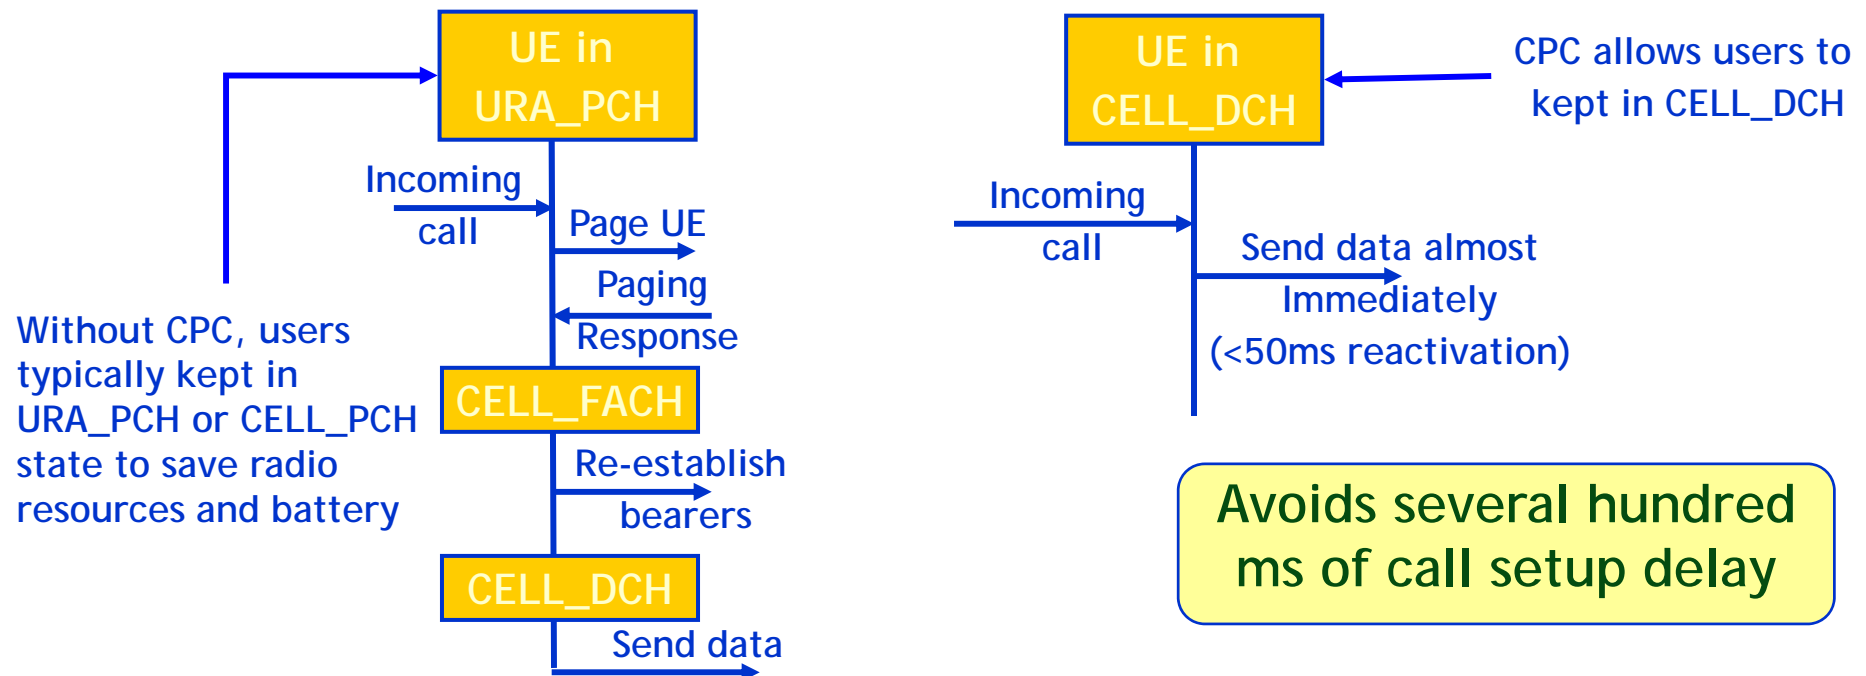 UE in
URA_PCH
Incoming
call
Page UE
Paging
Response
CELL_FACH
Re-establish
bearers
CELL_DCH
Send data
Without CPC, users
typically kept in
URA_PCH or CELL_PCH
state to save radio
resources and battery
UE in
CELL_DCH
CPC allows users to
kept in CELL_DCH
Incoming
call
Send data almost
Immediately
(<50ms reactivation)
Avoids several hundred
ms of call setup delay